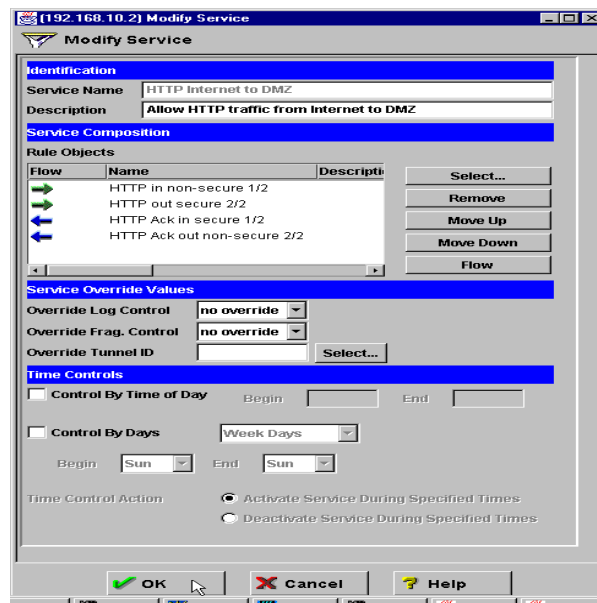 (192.168.10.2) Modify Service
Modify Service
Identification
Service Name HTTP Internet to DMZ
Description Allow HTTP traffic from Internet to DMZ
Service Composition
Rule Objects
Flow Name Descripti
HTTP in non-secure 1/2
HTTP out secure 2/2
HTTP Ack in secure 1/2
HTTP Ack out non-secure 2/2
Select...
Remove
Move Up
Move Down
Flow
Service Override Values
Override Log Control no override
Override Frag. Control no override
Override Tunnel ID Select...
Time Controls
Control By Time of Day Begin End
Control By Days Week Days
Begin Sun End Sun
Time Control Action Activate Service During Specified Times
Deactivate Service During Specified Times
OK Cancel Help